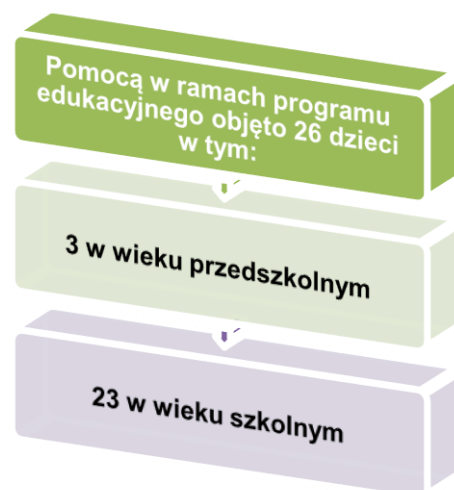 Pomocą w ramach programu
edukacyjnego objęto 26 dzieci
w tym:
3 w wieku przedszkolnym
23 w wieku szkolnym